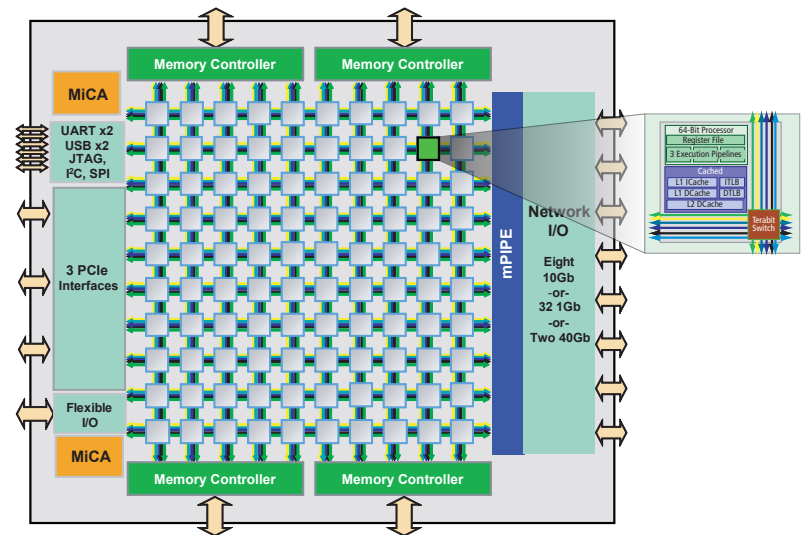 Memory Controller
Memory Controller
MiCA
UART x2
USB x2
JTAG,
I²C, SPI
3 PCIe
Interfaces
Flexible
I/O
MiCA
Memory Controller
Memory Controller
mPIPE
Network
I/O
Eight
10Gb
-or-
32 1Gb
-or-
Two 40Gb
64-Bit Processor
Register File
3 Execution Pipelines
Cached
L1 ICache
ITLB
L1 DCache
DTLB
L2 DCache
Terabit
Switch